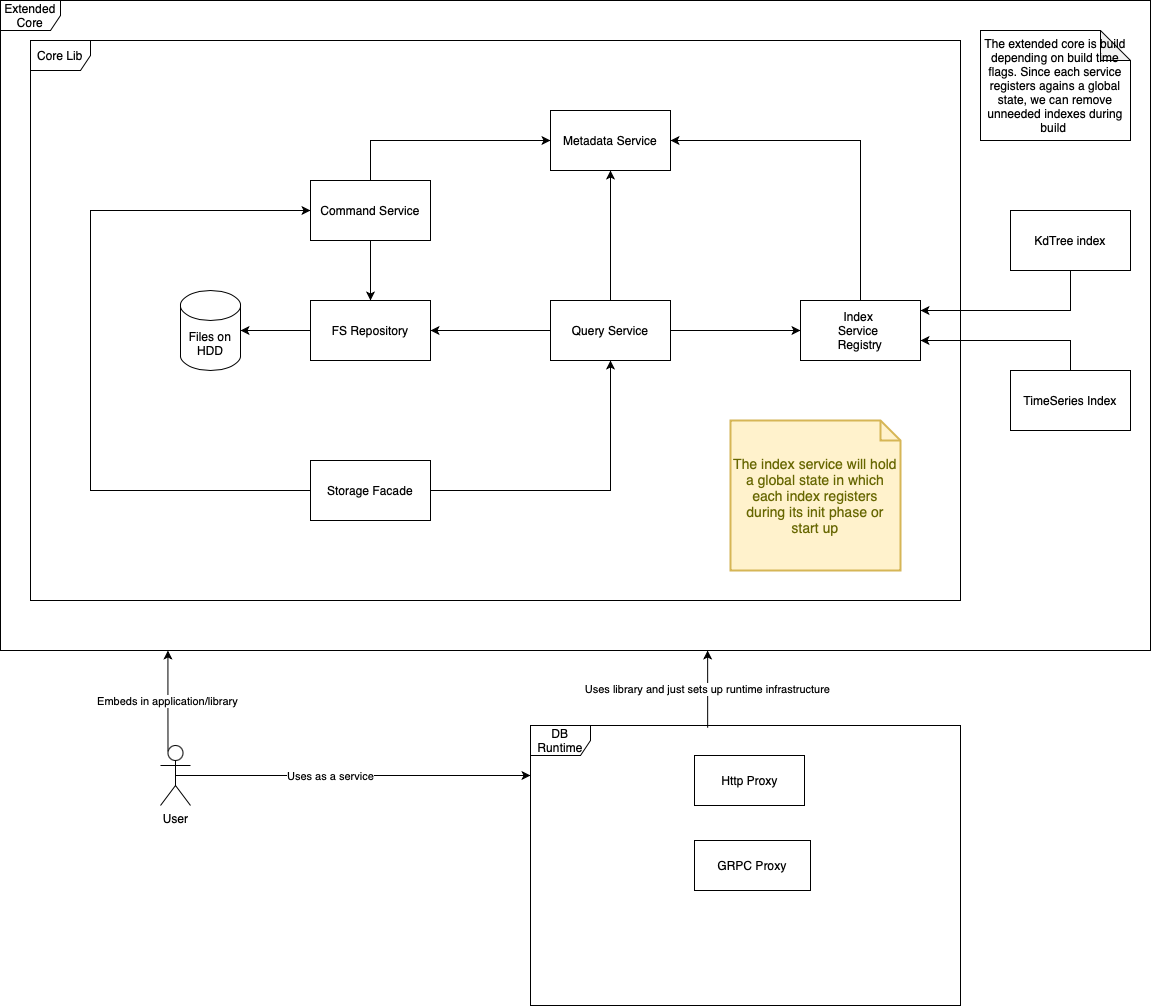 Extended
Core
Core Lib
The extended core is build
depending on build time
flags. Since each service
registers agains a global
state, we can remove
unneeded indexes during
build
Metadata Service
Command Service
KdTree index
Files on
HDD
FS Repository
Query Service
Index
Service
Registry
TimeSeries Index
Storage Facade
The index service will hold
a global state in which
each index registers
during its init phase or
start up
Embeds in application/library
Uses library and just sets up runtime infrastructure
DB
Runtime
Uses as a service
User
Http Proxy
GRPC Proxy